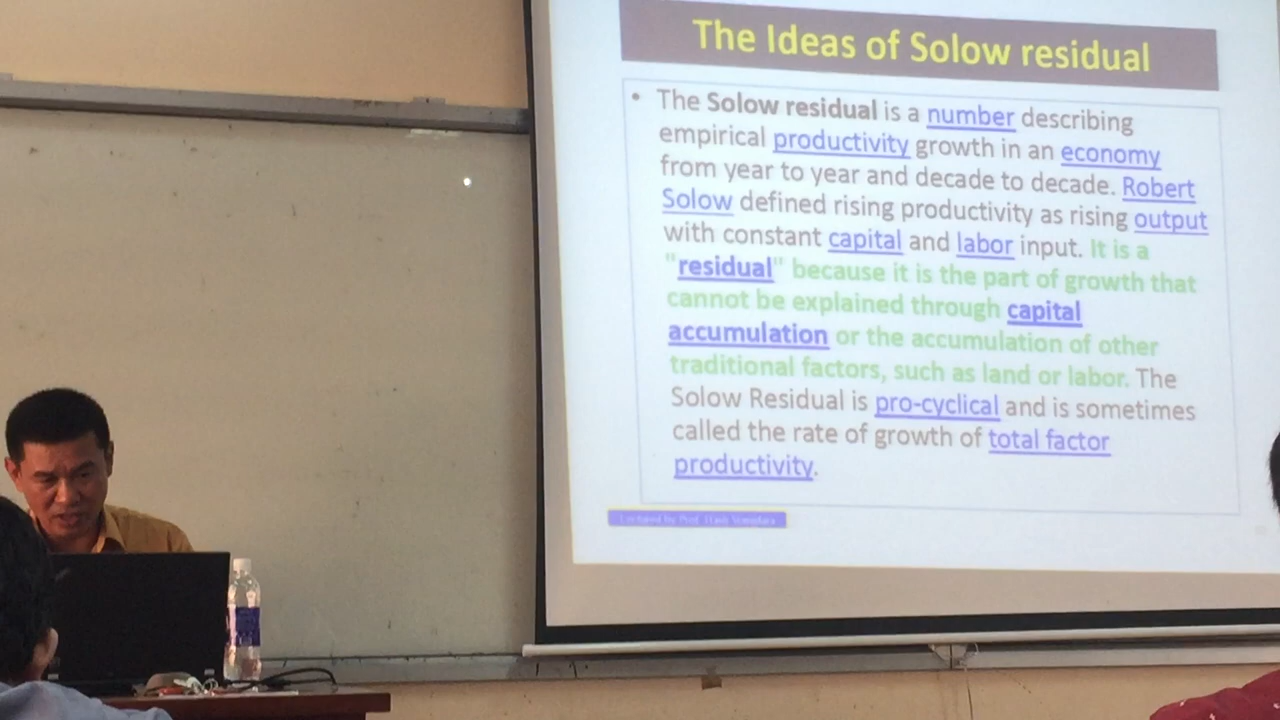 The Ideas of Solow residual
• The Solow residual is a number describing
empirical productivity growth in an economy
from year to year and decade to decade. Robert
Solow defined rising productivity as rising output
with constant capital and labor input. It is a
"residual" because it is the part of growth that
cannot be explained through capital
accumulation or the accumulation of other
traditional factors, such as land or labor. The
Solow Residual is pro-cyclical and is sometimes
called the rate of growth of total factor
productivity.
Lectured by Prof.